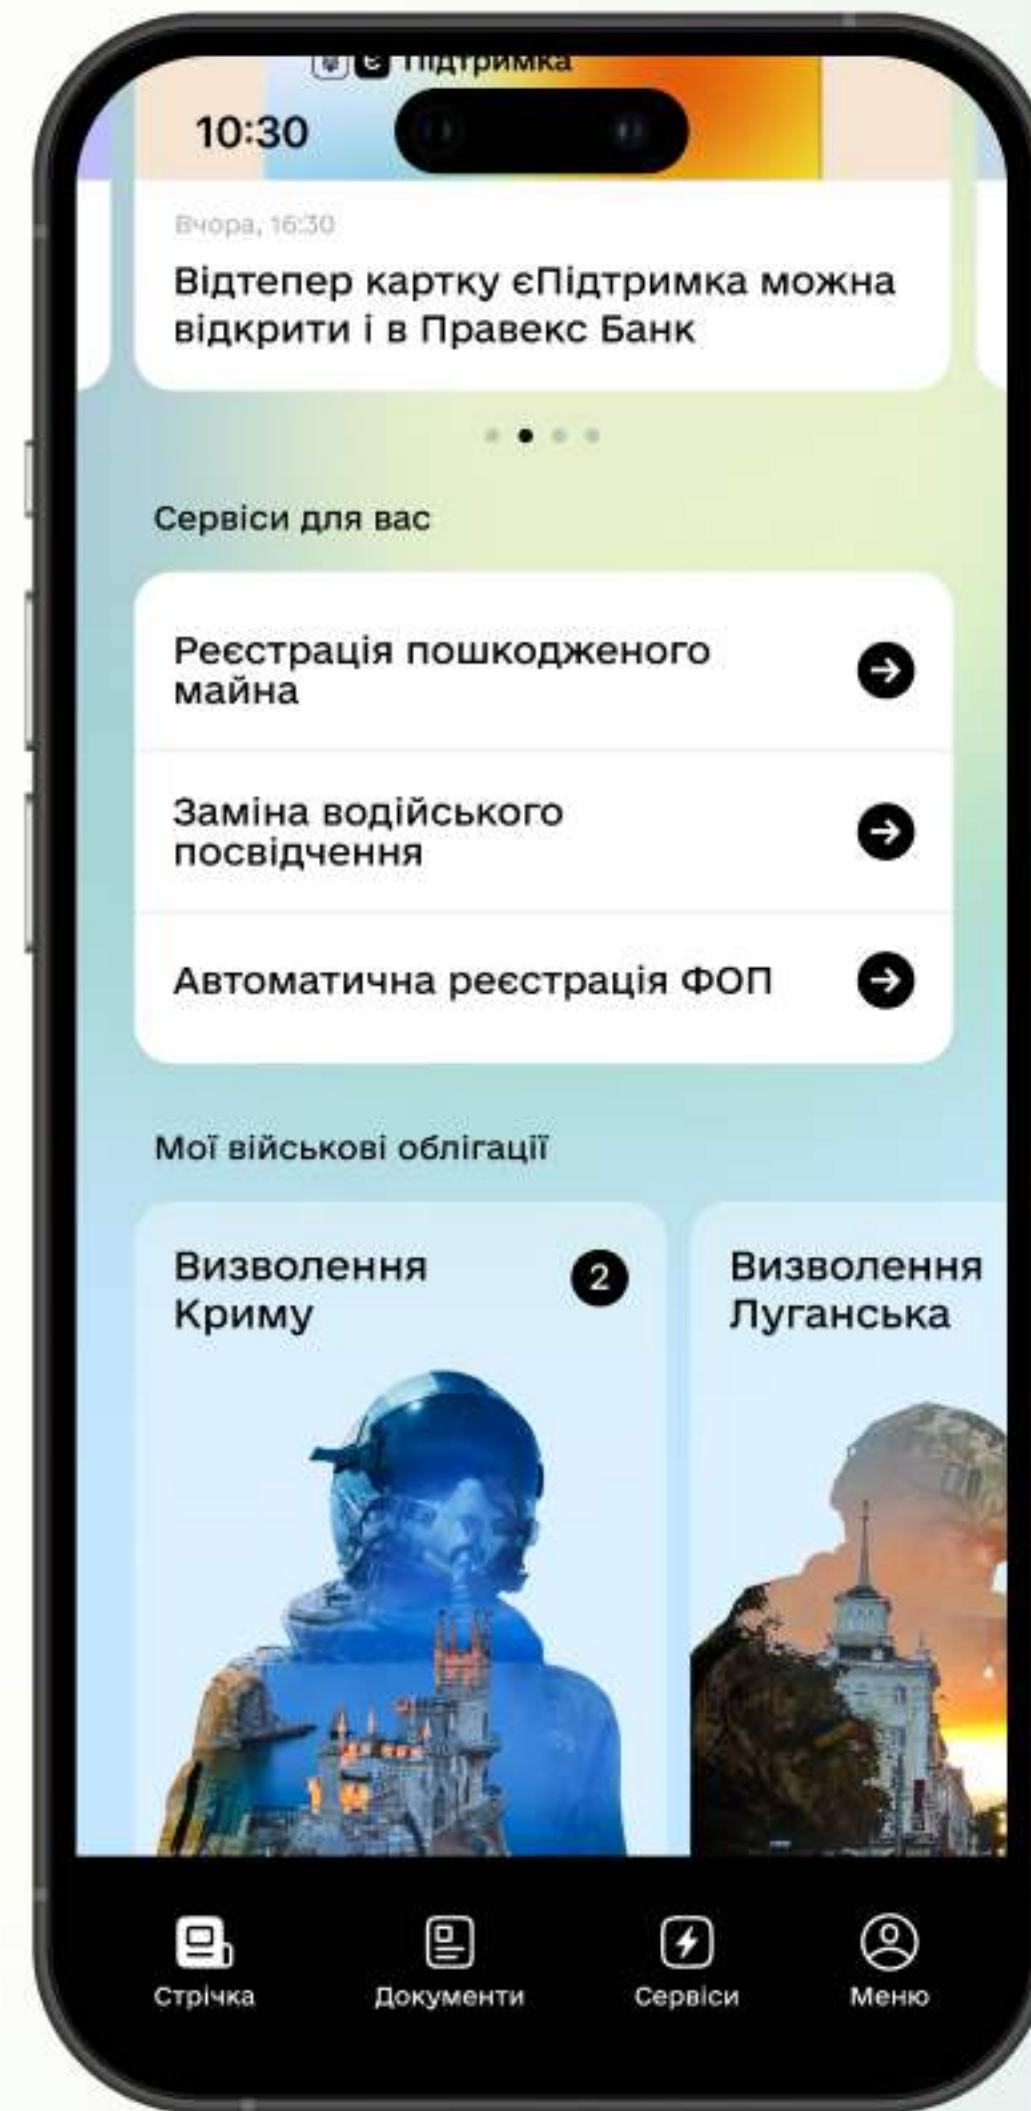 Підтримка
10:30
Вчора, 16:30
Відтепер картку єПідтримка можна
відкрити і в Правекс Банк
Сервіси для вас
Реєстрація пошкодженого
майна
Заміна водійського
посвідчення
Автоматична реєстрація ФОП
Мої військові облігації
Визволення
Криму
2
Визволення
Луганська
Стрічка
Документи
Сервіси
Меню